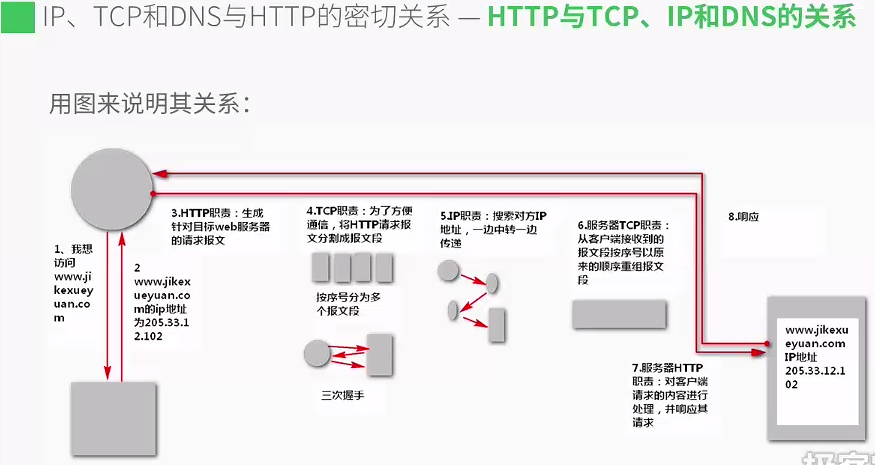 IP、TCP和DNS与HTTP的密切关系 — HTTP与TCP、IP和DNS的关系
用图来说明其关系：
1、我想
访问
www.ji
kexuey
uan.co
m
2
www.jikex
ueyuan.co
m的ip地址
为205.33.1
2.102
3.HTTP职责：生成
针对目标web服务器
的请求报文
4.TCP职责：为了方便
通信，将HTTP请求报
文分割成报文段
按序号分为多
个报文段
三次握手
5.IP职责：搜索对方IP
地址，一边中转一边
传递
6.服务器TCP职责：
从客户端接收到的
报文段按序号以原
来的顺序重组报文
段
7.服务器HTTP
职责：对客户端
请求的内容进行
处理，并响应其
请求
8.响应
www.jikexu
eyuan.com
IP地址
205.33.12.1
02